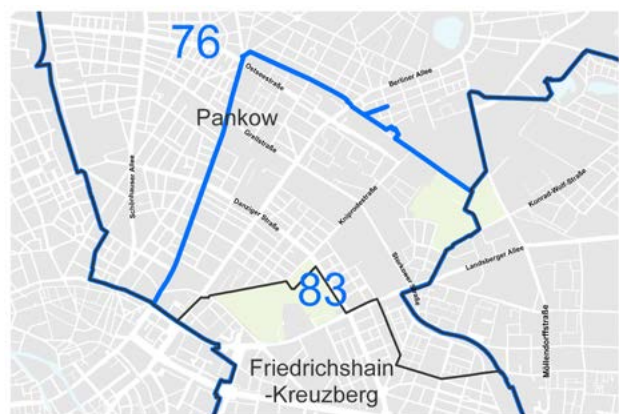 76
Ostseestraße
Berliner Allee
Pankow
Grellstraße
Schönhauser Allee
Kniprodestraße
Danziger Straße
Konrad-Wolf-Straße
Storkower Straße
Landsberger Allee
83
Möllendorffstraße
Friedrichshain
-Kreuzberg